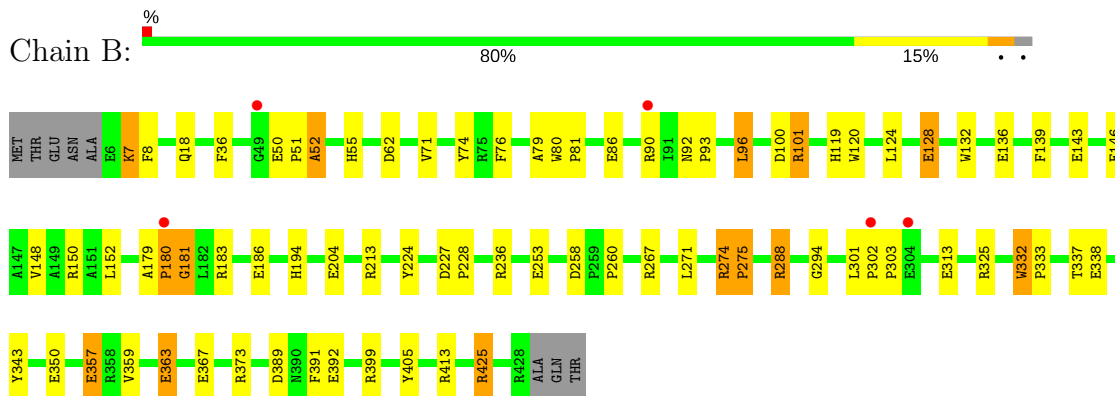 %
Chain B:
80% 15% • •
MET THR GLU ASN ALA E6 K7 F8 Q18 F36 G49 E50 P51 A52 H55 D62 V71 Y74 R75 F76 A79 W80 P81 E86 R90 I91 N92 P93 L96 D100 R101 H119 W120 L124 E128 W132 E136 F139 E143 E146
A147 V148 A149 R150 A151 L152 A179 P180 G181 L182 R183 E186 H194 E204 R213 Y224 D227 P228 R236 E253 D258 P259 P260 R267 L271 R274 P275 R288 G294 L301 P302 P303 E304 E313 R325 W332 P333 T337 E338
Y343 E350 E357 R358 V359 E363 E367 R373 D389 N390 F391 E392 R399 Y405 R413 R425 R428 ALA GLN THR